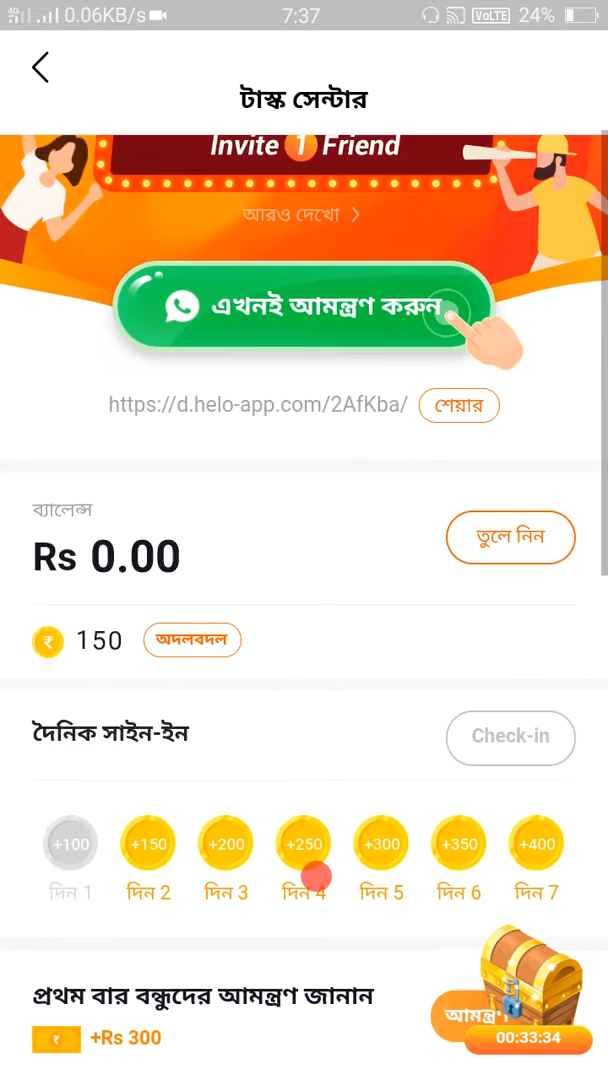 4G 0.06KB/s 7:37 VoLTE 24%
টাস্ক সেন্টার
Invite 1 Friend
আরও দেখো >
এখনই আমন্ত্রণ করুন
https://d.helo-app.com/2AfKba/ শেয়ার
ব্যালেন্স
Rs 0.00 তুলে নিন
₹ 150 অদলবদল
দৈনিক সাইন-ইন Check-in
+100 +150 +200 +250 +300 +350 +400
দিন 1 দিন 2 দিন 3 দিন 4 দিন 5 দিন 6 দিন 7
প্রথম বার বন্ধুদের আমন্ত্রণ জানান
₹ +Rs 300
00:33:34